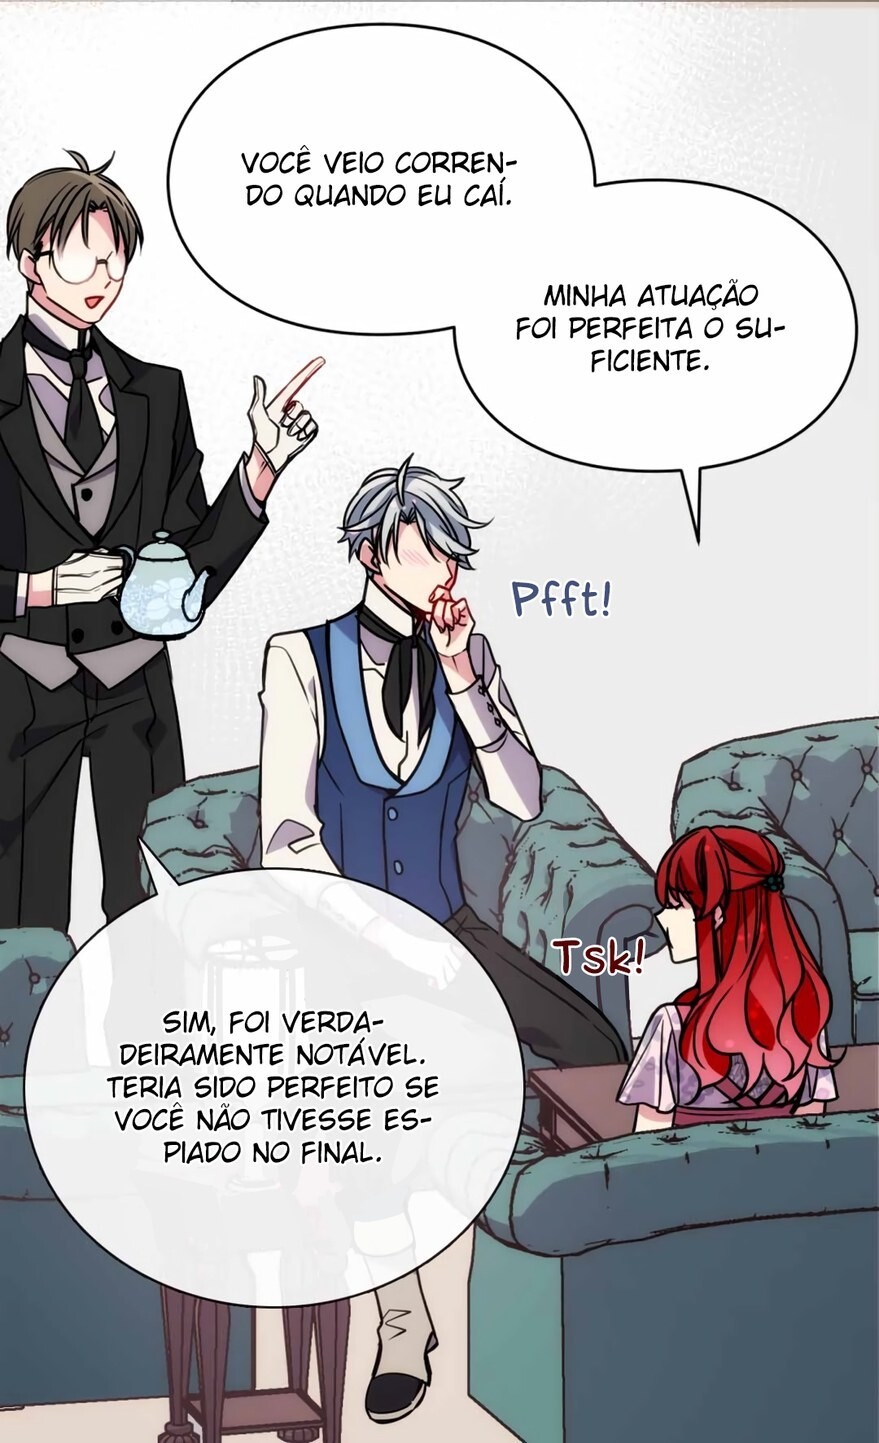 VOCÊ VEIO CORREN-
DO QUANDO EU CAÍ.
MINHA ATUAÇÃO
FOI PERFEITA O SU-
FICIENTE.
Pfft!
Tsk!
SIM, FOI VERDA-
DEIRAMENTE NOTÁVEL.
TERIA SIDO PERFEITO SE
VOCÊ NÃO TIVESSE ES-
PIADO NO FINAL.